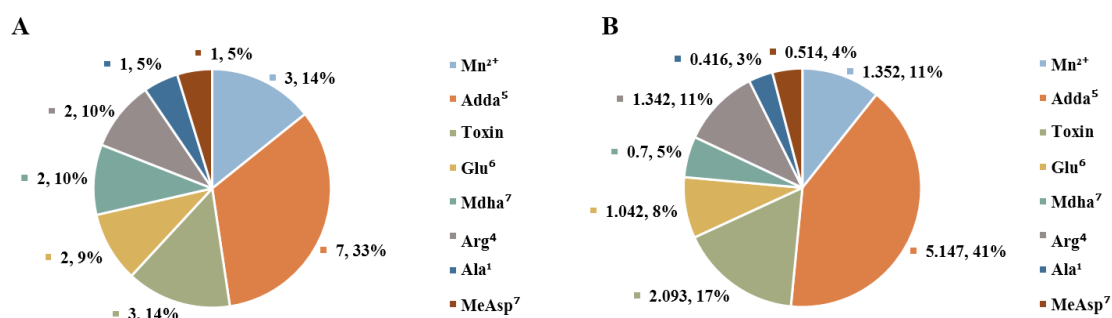 A
3, 14%
7, 33%
3, 14%
2, 9%
2, 10%
2, 10%
1, 5%
1, 5%
Mn²⁺
Adda⁵
Toxin
Glu⁶
Mdha⁷
Arg⁴
Ala¹
MeAsp⁷
B
1.352, 11%
5.147, 41%
2.093, 17%
1.042, 8%
0.7, 5%
1.342, 11%
0.416, 3%
0.514, 4%
Mn²⁺
Adda⁵
Toxin
Glu⁶
Mdha⁷
Arg⁴
Ala¹
MeAsp⁷